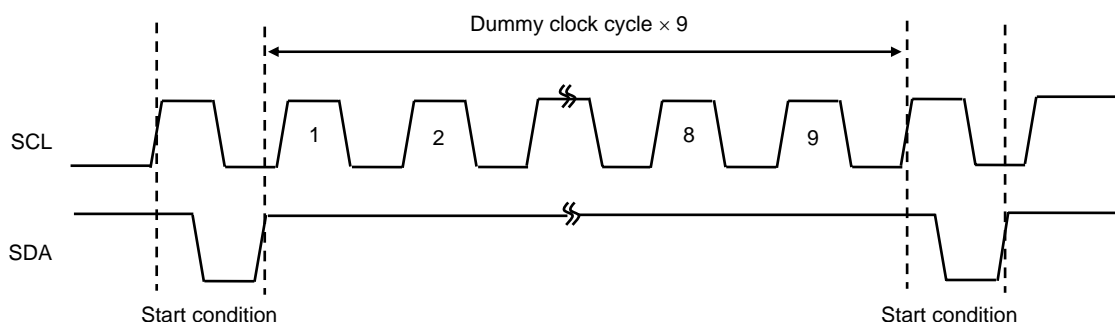 Dummy clock cycle × 9
SCL
1
2
8
9
SDA
Start condition
Start condition